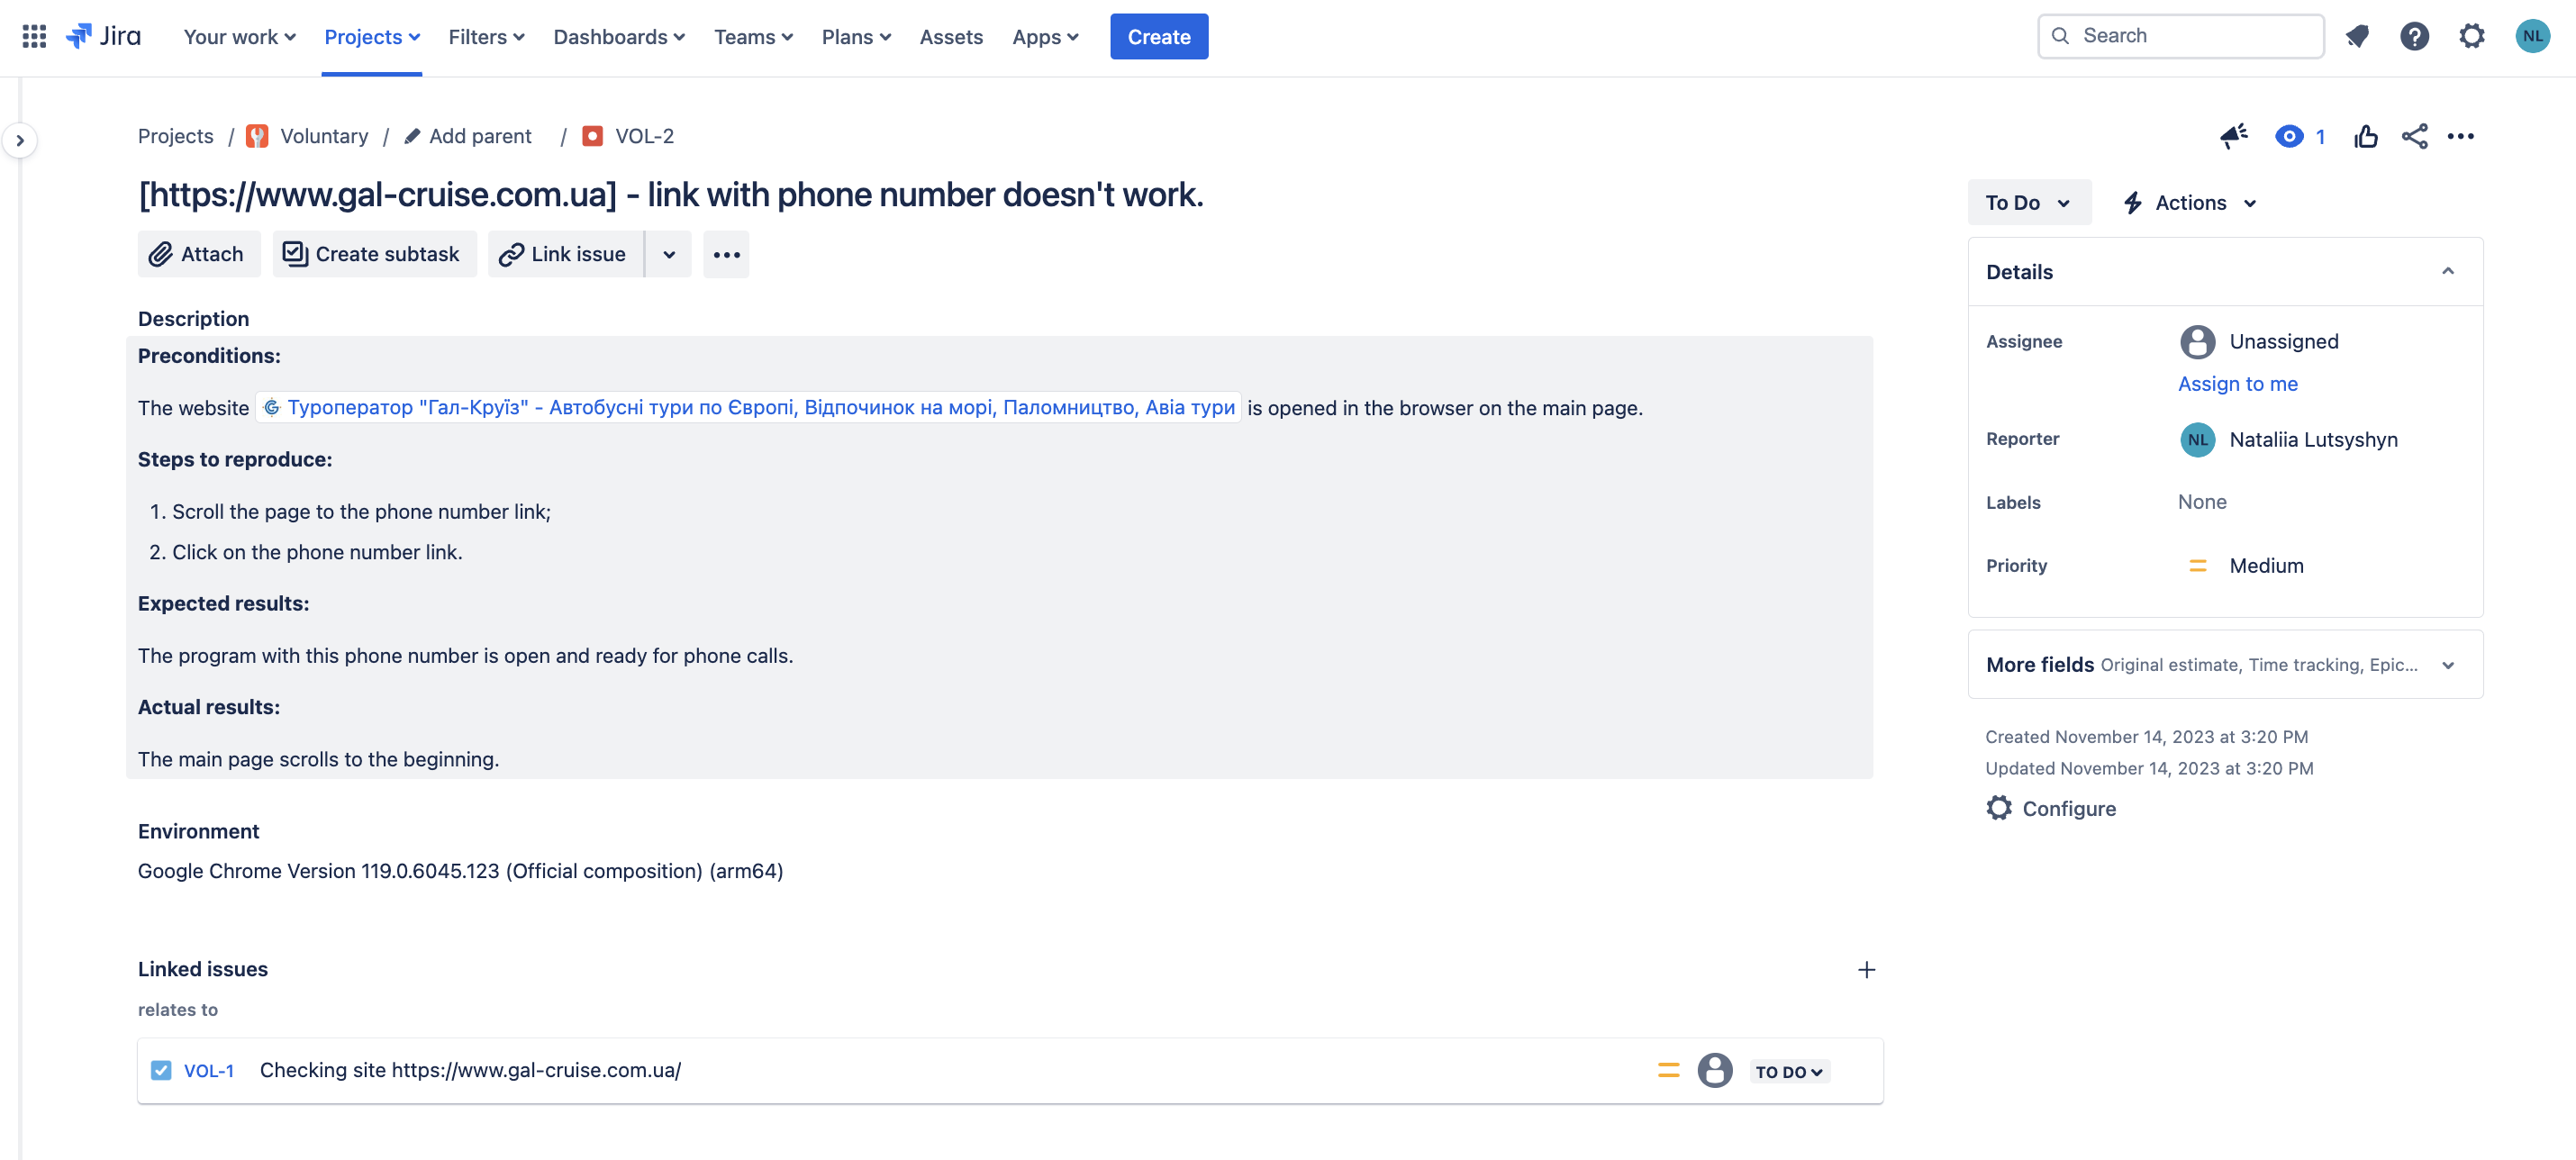 Jira Your work Projects Filters Dashboards Teams Plans Assets Apps Create Search NL
Projects / Voluntary / Add parent / VOL-2 1
[https://www.gal-cruise.com.ua] - link with phone number doesn't work.
To Do Actions
Attach Create subtask Link issue
Description
Preconditions:
The website Туроператор "Гал-Круїз" - Автобусні тури по Європі, Відпочинок на морі, Паломництво, Авіа тури is opened in the browser on the main page.
Steps to reproduce:
1. Scroll the page to the phone number link;
2. Click on the phone number link.
Expected results:
The program with this phone number is open and ready for phone calls.
Actual results:
The main page scrolls to the beginning.
Environment
Google Chrome Version 119.0.6045.123 (Official composition) (arm64)
Linked issues
relates to
VOL-1 Checking site https://www.gal-cruise.com.ua/ TO DO
Details
Assignee Unassigned
Assign to me
Reporter NL Nataliia Lutsyshyn
Labels None
Priority Medium
More fields Original estimate, Time tracking, Epic...
Created November 14, 2023 at 3:20 PM
Updated November 14, 2023 at 3:20 PM
Configure